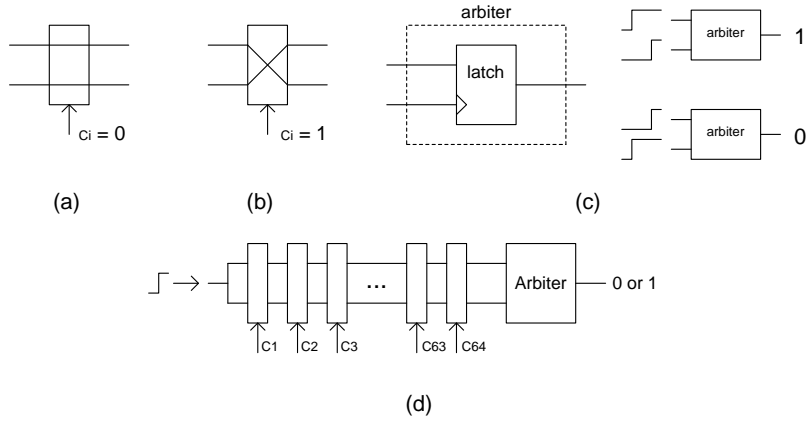 Ci = 0
(a)
Ci = 1
(b)
arbiter
latch
arbiter
1
arbiter
0
(c)
...
Arbiter
0 or 1
C1
C2
C3
C63
C64
(d)